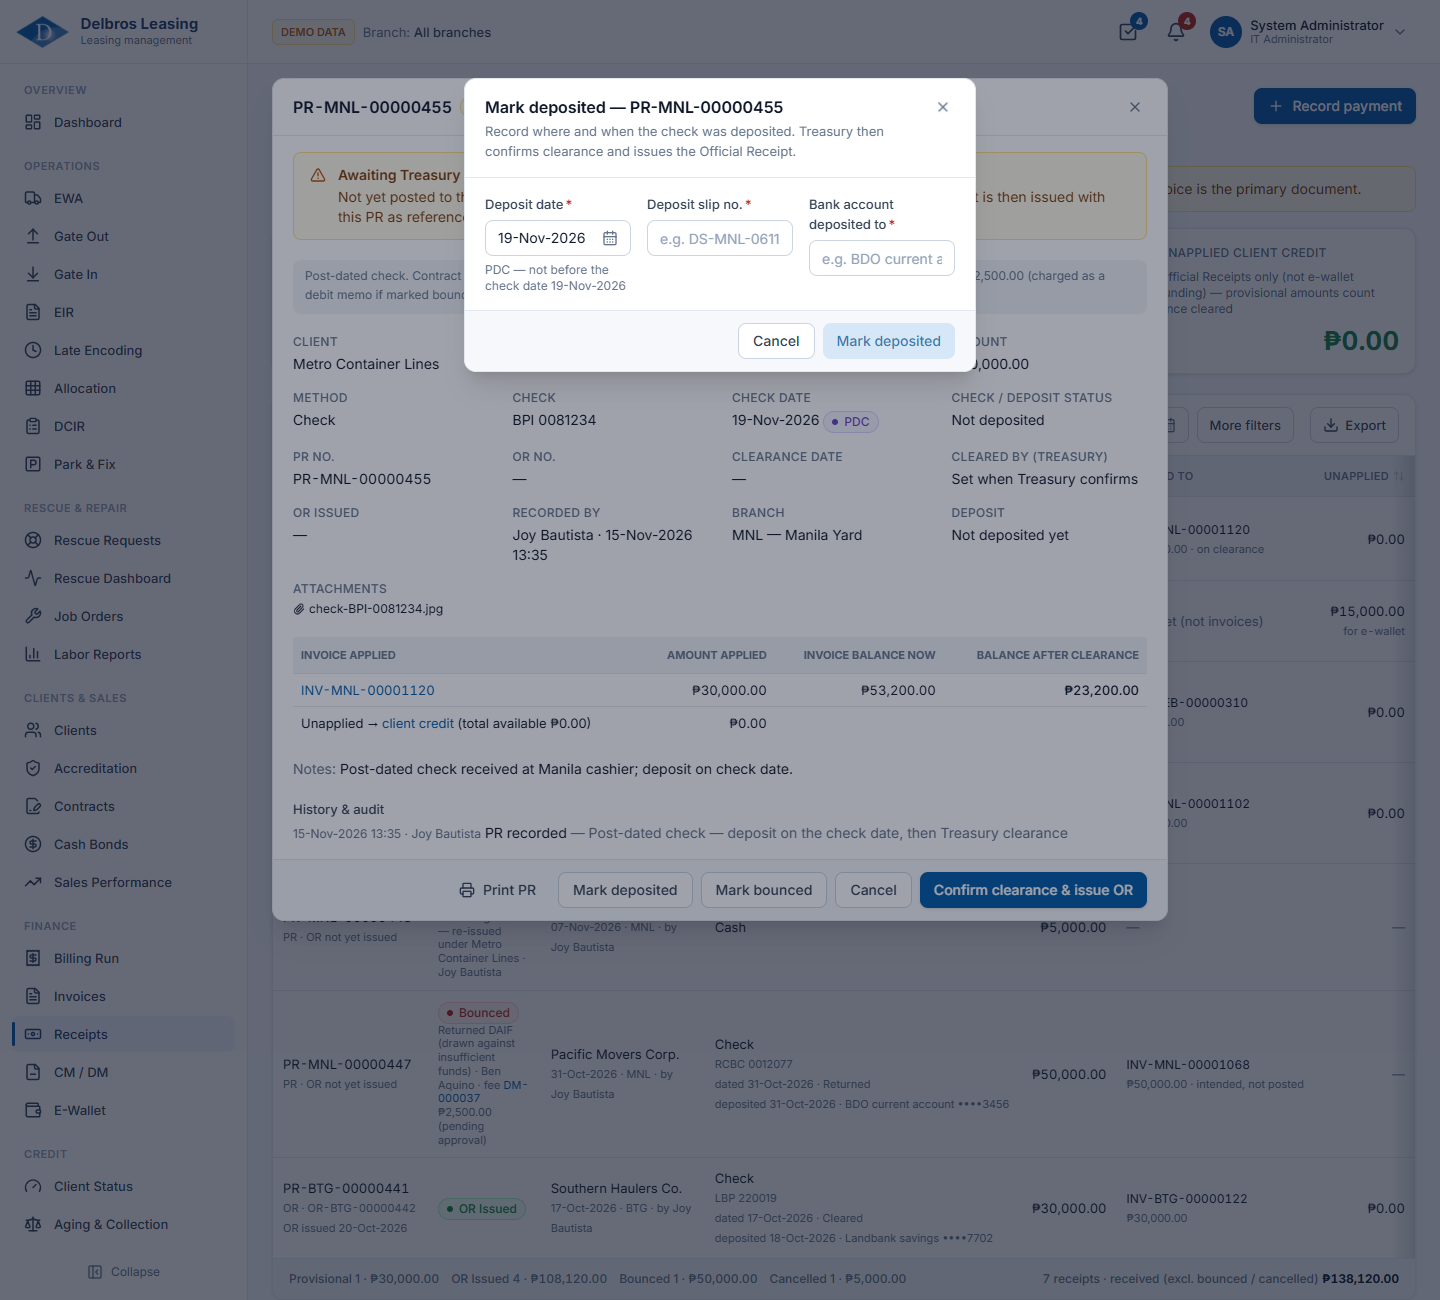 Delbros Leasing
Leasing management
DEMO DATA
Branch: All branches
4
4
SA
System Administrator
IT Administrator
OVERVIEW
Dashboard
OPERATIONS
EWA
Gate Out
Gate In
EIR
Late Encoding
Allocation
DCIR
Park & Fix
RESCUE & REPAIR
Rescue Requests
Rescue Dashboard
Job Orders
Labor Reports
CLIENTS & SALES
Clients
Accreditation
Contracts
Cash Bonds
Sales Performance
FINANCE
Billing Run
Invoices
Receipts
CM / DM
E-Wallet
CREDIT
Client Status
Aging & Collection
Collapse
Record payment
is the primary document.
CLIENT CREDIT
Receipts only (not e-wallet
— provisional amounts count
cleared
₱0.00
More filters
Export
TO
UNAPPLIED
· on clearance
₱0.00
(not invoices)
₱15,000.00
for e-wallet
₱0.00
₱0.00
Mark deposited — PR-MNL-00000455
Record where and when the check was deposited. Treasury then
confirms clearance and issues the Official Receipt.
Deposit date *
19-Nov-2026
PDC — not before the
check date 19-Nov-2026
Deposit slip no. *
e.g. DS-MNL-0611
Bank account
deposited to *
e.g. BDO current a
Cancel
Mark deposited
PR-MNL-00000455
Awaiting Treasury
Not yet posted to
is then issued with
this PR as
Post-dated check. Contract
(charged as a
debit memo if marked
CLIENT
Metro Container Lines
METHOD
Check
CHECK
BPI 0081234
CHECK DATE
19-Nov-2026 PDC
CHECK / DEPOSIT STATUS
Not deposited
PR NO.
PR-MNL-00000455
OR NO.
—
CLEARANCE DATE
—
CLEARED BY (TREASURY)
Set when Treasury confirms
OR ISSUED
—
RECORDED BY
Joy Bautista · 15-Nov-2026
13:35
BRANCH
MNL — Manila Yard
DEPOSIT
Not deposited yet
ATTACHMENTS
check-BPI-0081234.jpg
INVOICE APPLIED AMOUNT APPLIED INVOICE BALANCE NOW BALANCE AFTER CLEARANCE
INV-MNL-00001120 ₱30,000.00 ₱53,200.00 ₱23,200.00
Unapplied → client credit (total available ₱0.00) ₱0.00
Notes: Post-dated check received at Manila cashier; deposit on check date.
History & audit
15-Nov-2026 13:35 · Joy Bautista PR recorded — Post-dated check — deposit on the check date, then Treasury clearance
Print PR
Mark deposited
Mark bounced
Cancel
Confirm clearance & issue OR
PR · OR not yet issued
— re-issued
under Metro
Container Lines ·
Joy Bautista
07-Nov-2026 · MNL · by
Joy Bautista
Cash
₱5,000.00
—
—
PR-MNL-00000447
PR · OR not yet issued
Bounced
Returned DAIF
(drawn against
insufficient
funds) · Ben
Aquino · fee DM-
000037
₱2,500.00
(pending
approval)
Pacific Movers Corp.
31-Oct-2026 · MNL · by
Joy Bautista
Check
RCBC 0012077
dated 31-Oct-2026 · Returned
deposited 31-Oct-2026 · BDO current account ••••3456
₱50,000.00
INV-MNL-00001068
₱50,000.00 · intended, not posted
—
PR-BTG-00000441
OR · OR-BTG-00000442
OR issued 20-Oct-2026
OR Issued
Southern Haulers Co.
17-Oct-2026 · BTG · by Joy
Bautista
Check
LBP 220019
dated 17-Oct-2026 · Cleared
deposited 18-Oct-2026 · Landbank savings ••••7702
₱30,000.00
INV-BTG-00000122
₱30,000.00
₱0.00
Provisional 1 · ₱30,000.00 OR Issued 4 · ₱108,120.00 Bounced 1 · ₱50,000.00 Cancelled 1 · ₱5,000.00
7 receipts · received (excl. bounced / cancelled) ₱138,120.00